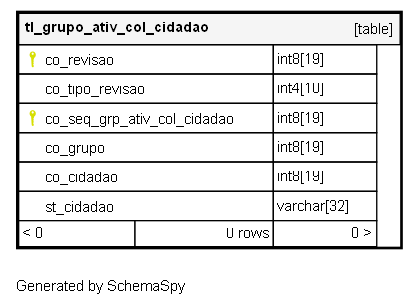 tl_grupo_ativ_col_cidadao [table]
co_revisao int8[19]
co_tipo_revisao int4[10]
co_seq_grp_ativ_col_cidadao int8[19]
co_grupo int8[19]
co_cidadao int8[19]
st_cidadao varchar[32]
< 0 0 rows 0 >
Generated by SchemaSpy